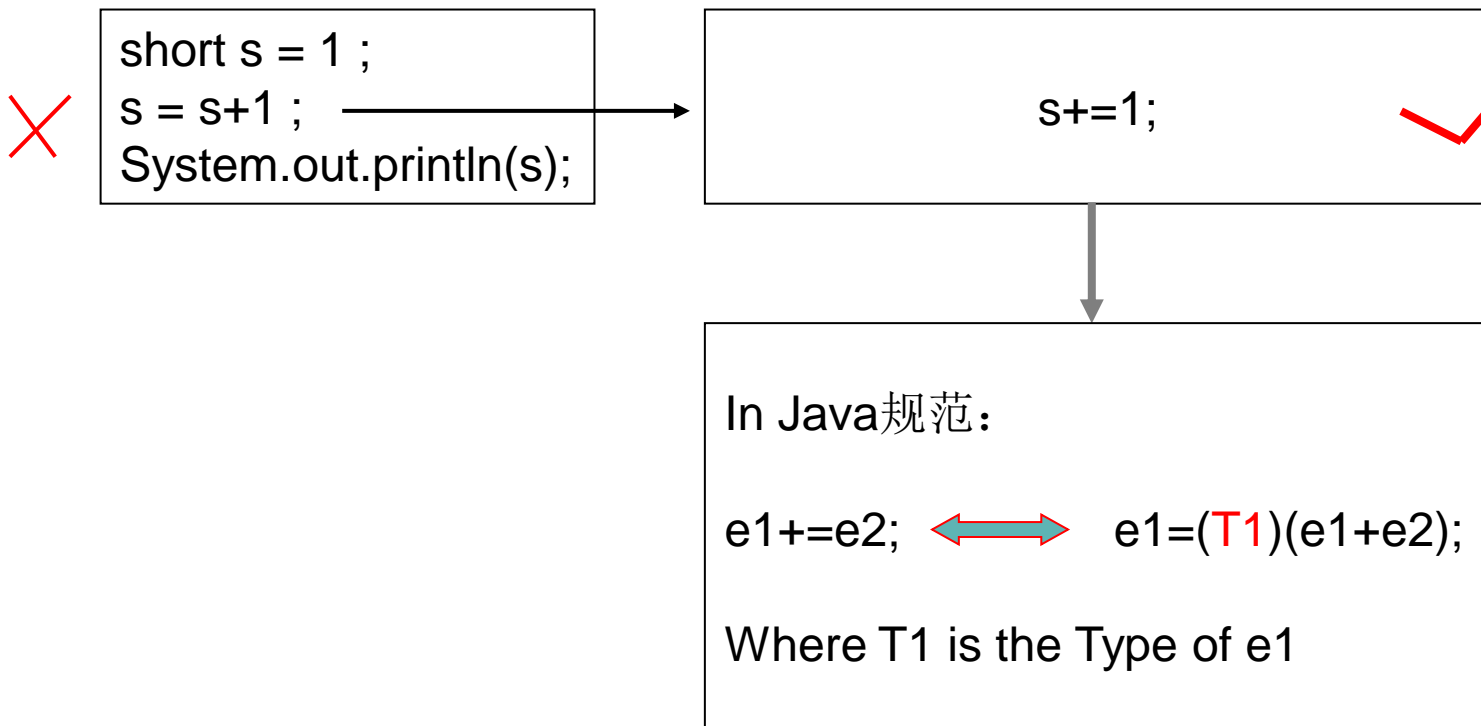 short s = 1 ;
s = s+1 ;
System.out.println(s);
s+=1;
In Java规范：
e1+=e2; e1=(T1)(e1+e2);
Where T1 is the Type of e1